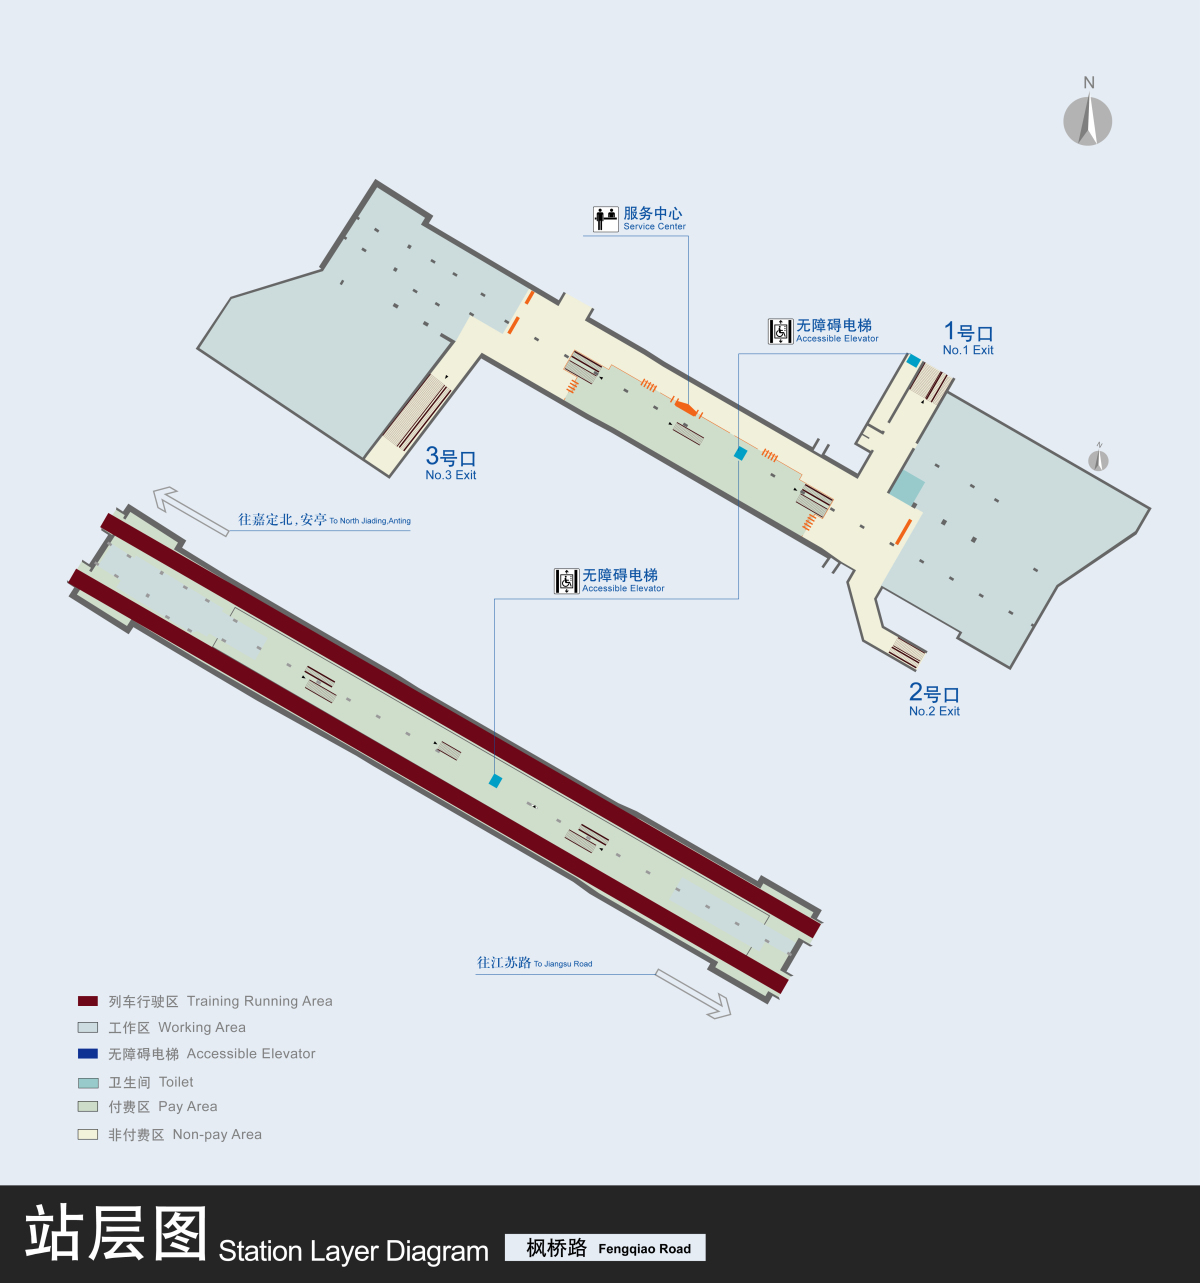 N
服务中心
Service Center
无障碍电梯
Accessible Elevator
1号口
No.1 Exit
3号口
No.3 Exit
N
往嘉定北,安亭 To North Jiading,Anting
无障碍电梯
Accessible Elevator
2号口
No.2 Exit
往江苏路 To Jiangsu Road
列车行驶区 Training Running Area
工作区 Working Area
无障碍电梯 Accessible Elevator
卫生间 Toilet
付费区 Pay Area
非付费区 Non-pay Area
站层图 Station Layer Diagram 枫桥路 Fengqiao Road